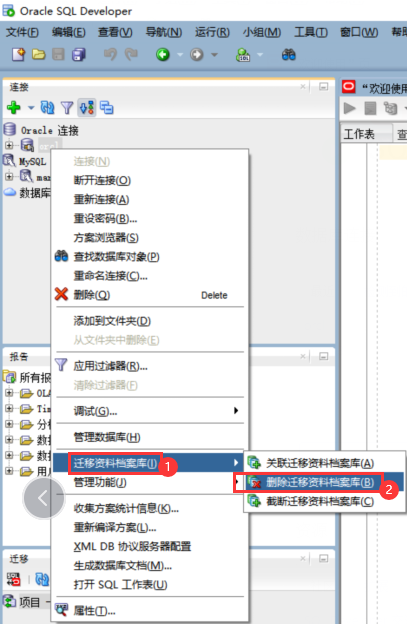 Oracle SQL Developer
文件(F) 编辑(E) 查看(V) 导航(N) 运行(R) 小组(M) 工具(T) 窗口(W) 帮
连接
Oracle 连接
MySQL
数据库
连接(N)
断开连接(O)
重新连接(A)
重设密码(B)...
方案浏览器(S)
查找数据库对象(P)
重命名连接(C)...
删除(Q) Delete
添加到文件夹(D)
从文件夹中删除(E)
应用过滤器(R)...
清除过滤器(F)
调试(G)...
管理数据库(H)
迁移资料档案库(I) 1
管理功能(J)
收集方案统计信息(K)...
重新编译方案(L)...
XML DB 协议服务器配置
生成数据库文档(M)...
打开 SQL 工作表(U)
属性(T)...
关联迁移资料档案库(A)
删除迁移资料档案库(B) 2
截断迁移资料档案库(C)
"欢迎使用
工作表 查
报告
所有报
OLA
Tim
分析
数据
数据
用户
迁移
项目 -